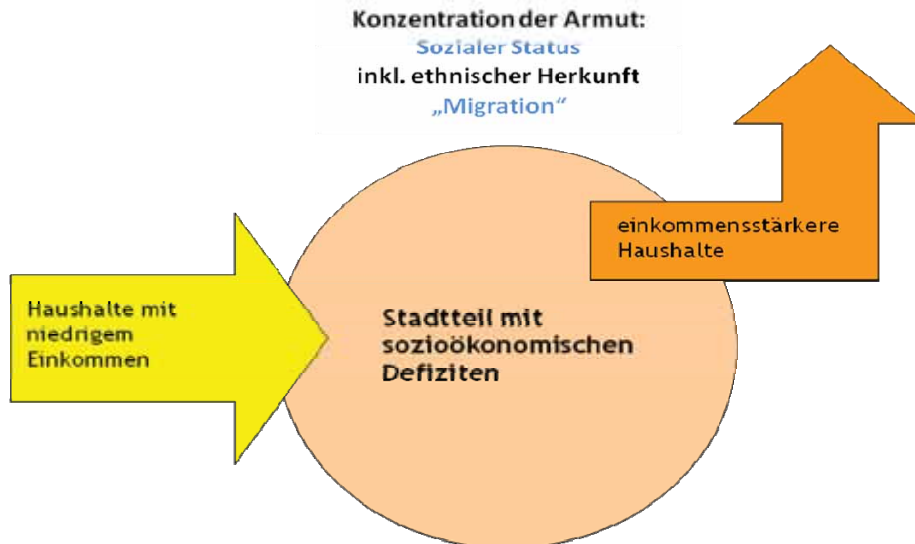 Konzentration der Armut:
Sozialer Status
inkl. ethnischer Herkunft
„Migration“
einkommensstärkere
Haushalte
Haushalte mit
niedrigem
Einkommen
Stadtteil mit
sozioökonomischen
Defiziten